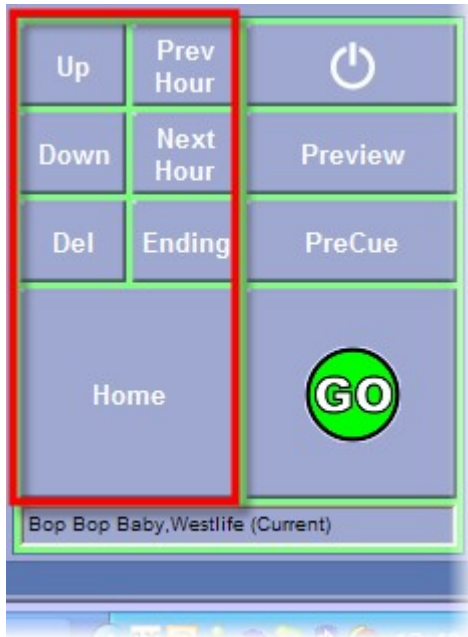 Up
Prev
Hour
Down
Next
Hour
Preview
Del
Ending
PreCue
Home
GO
Bop Bop Baby,Westlife (Current)